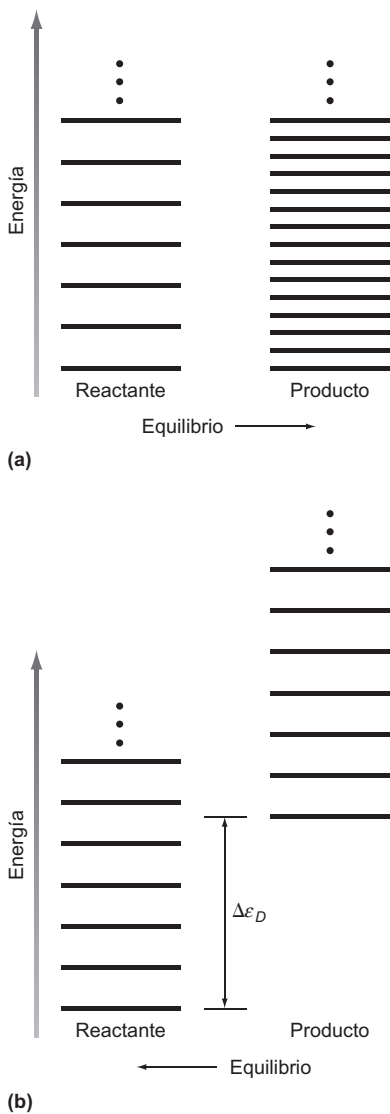 Energía
Reactante
Producto
Equilibrio
(a)
Energía
Δε_D
Reactante
Producto
Equilibrio
(b)